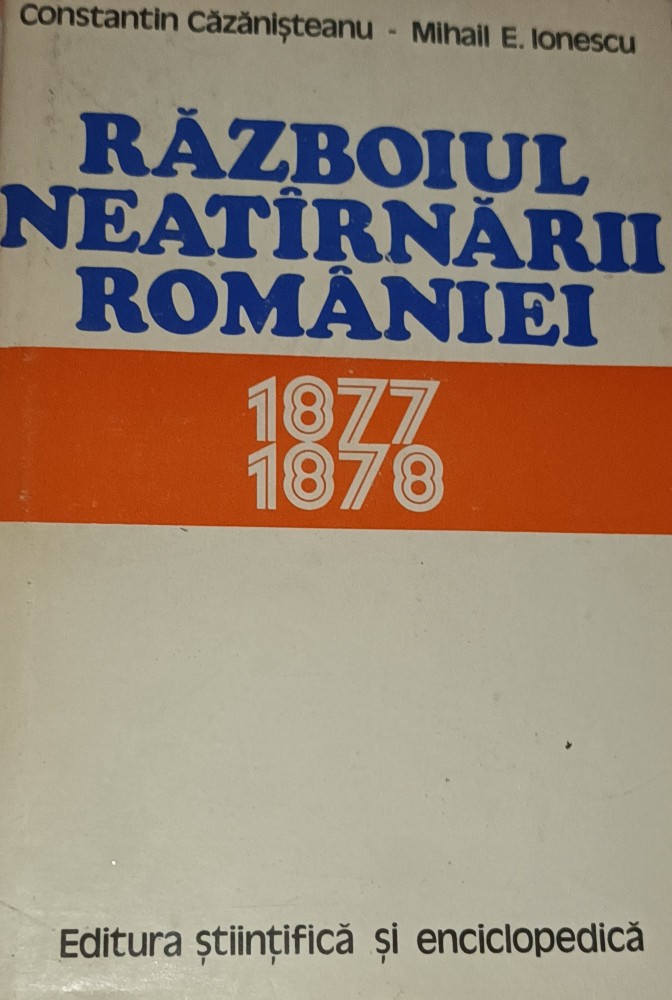 Constantin Căzănișteanu - Mihail E. Ionescu
RĂZBOIUL
NEATÎRNĂRII
ROMÂNIEI
1877
1878
Editura științifică și enciclopedică